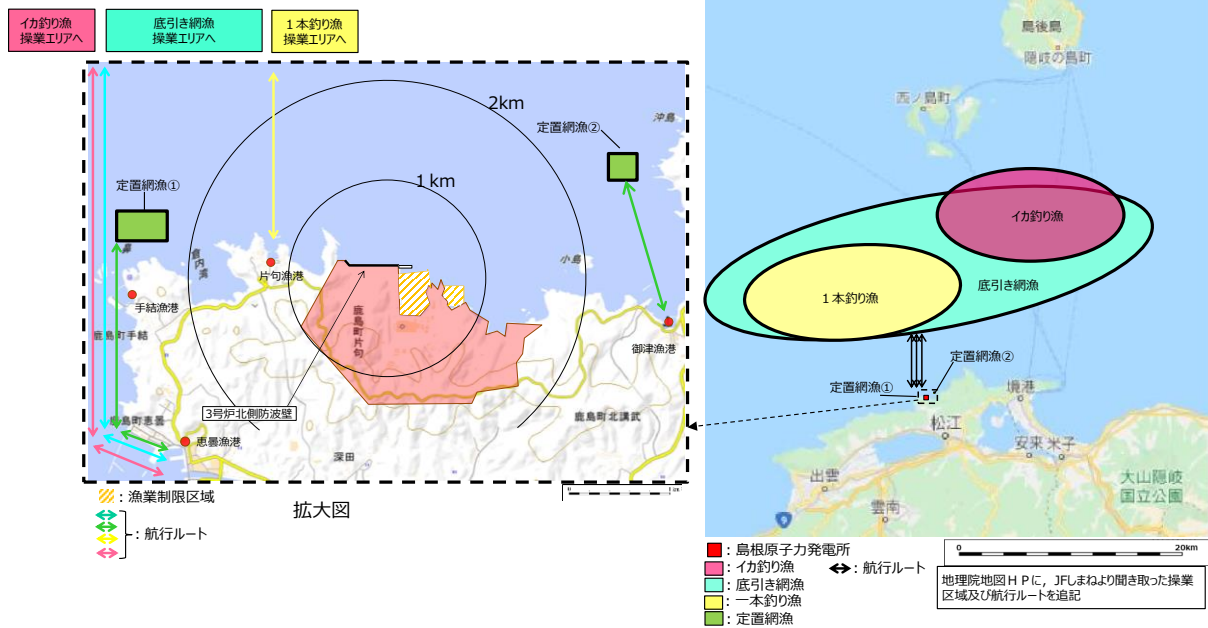 イカ釣り漁
操業エリアへ
底引き網漁
操業エリアへ
１本釣り漁
操業エリアへ
2km
1km
定置網漁①
定置網漁②
沖島
小島
鼻
片句漁港
手結漁港
鹿島町手結
鹿島町片句
御津漁港
鹿島町北講武
3号炉北側防波壁
恵曇漁港
深田
：漁業制限区域
：航行ルート
拡大図
島後島
隠岐の島町
西ノ島町
イカ釣り漁
底引き網漁
１本釣り漁
定置網漁②
定置網漁①
境港
松江
安来
米子
出雲
雲南
大山隠岐
国立公園
9
：島根原子力発電所
：イカ釣り漁
：航行ルート
：底引き網漁
：一本釣り漁
：定置網漁
0
20km
地理院地図ＨＰに，JFしまねより聞き取った操業
区域及び航行ルートを追記